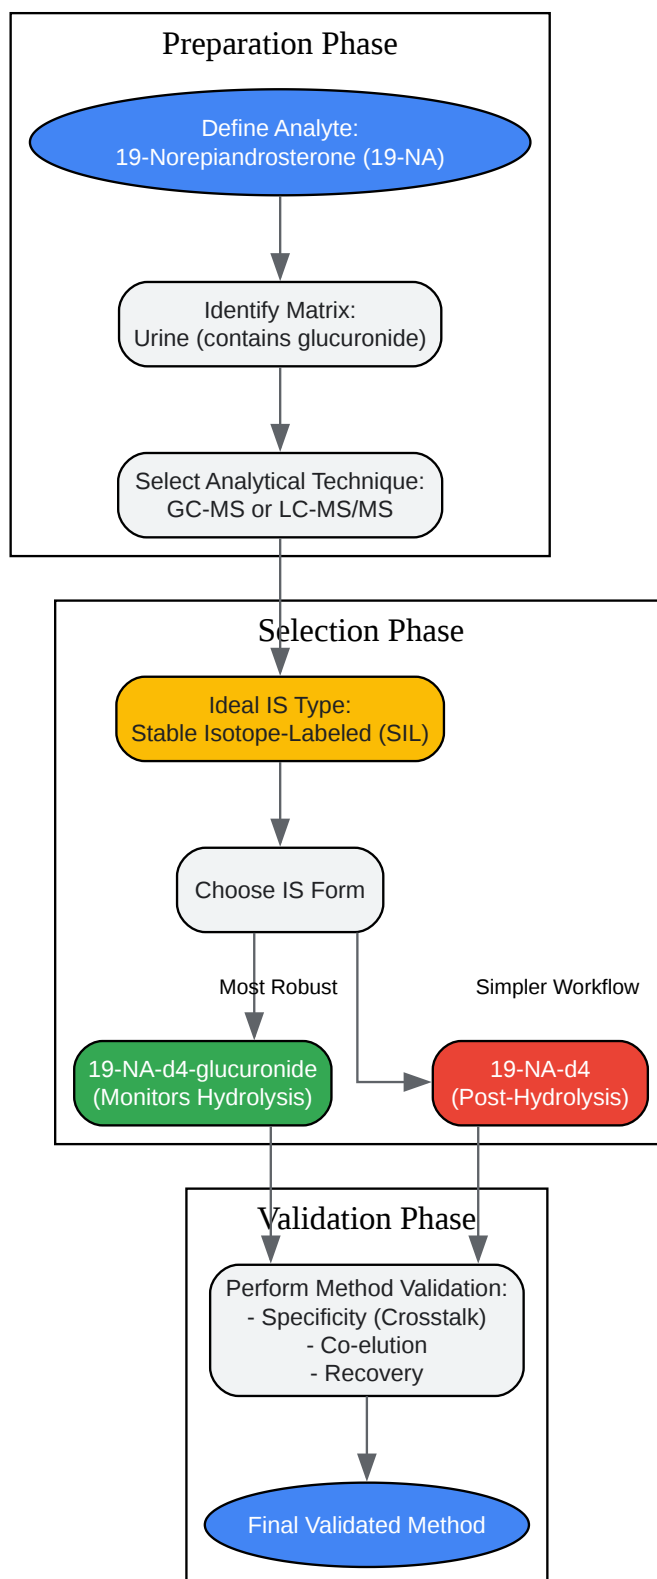 Preparation Phase
Define Analyte:
19-Norepiandrosterone (19-NA)
Identify Matrix:
Urine (contains glucuronide)
Select Analytical Technique:
GC-MS or LC-MS/MS
Selection Phase
Ideal IS Type:
Stable Isotope-Labeled (SIL)
Choose IS Form
Most Robust
Simpler Workflow
19-NA-d4-glucuronide
(Monitors Hydrolysis)
19-NA-d4
(Post-Hydrolysis)
Validation Phase
Perform Method Validation:
- Specificity (Crosstalk)
- Co-elution
- Recovery
Final Validated Method